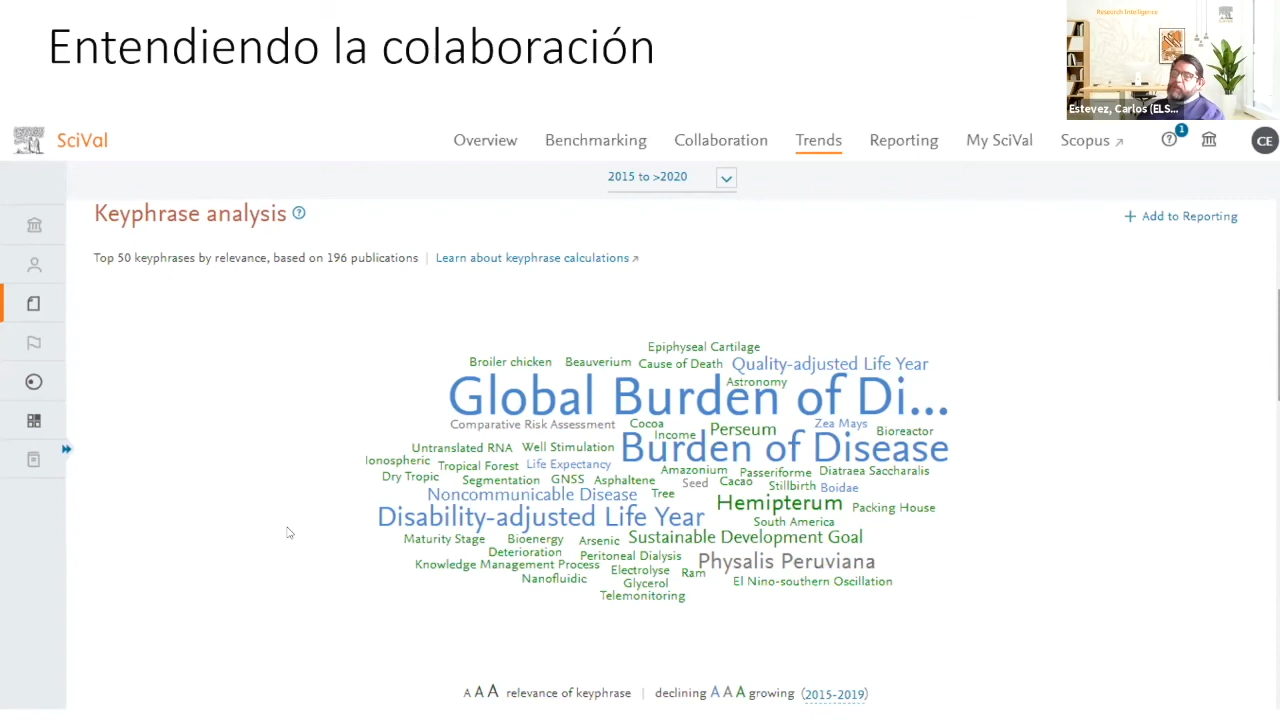 Entendiendo la colaboración
Research Intelligence
Estevez, Carlos (ELS...
SciVal
Overview Benchmarking Collaboration Trends Reporting My SciVal Scopus ↗ 1 CE
2015 to >2020
Keyphrase analysis
+ Add to Reporting
Top 50 keyphrases by relevance, based on 196 publications | Learn about keyphrase calculations ↗
Epiphyseal Cartilage
Broiler chicken Beauverium Cause of Death Quality-adjusted Life Year
Astronomy
Global Burden of Di...
Comparative Risk Assessment Cocoa Zea Mays
Income Perseum Bioreactor
Untranslated RNA Well Stimulation Burden of Disease
Ionospheric Tropical Forest Life Expectancy Amazonium Passeriforme Diatraea Saccharalis
Dry Tropic Segmentation GNSS Asphaltene Seed Cacao Stillbirth Boidae
Noncommunicable Disease Tree Hemipterum Packing House
Disability-adjusted Life Year South America
Maturity Stage Bioenergy Arsenic Sustainable Development Goal
Deterioration Peritoneal Dialysis Physalis Peruviana
Knowledge Management Process Electrolyse Ram
Nanofluidic Glycerol El Nino-southern Oscillation
Telemonitoring
A A A relevance of keyphrase | declining A A A growing (2015-2019)